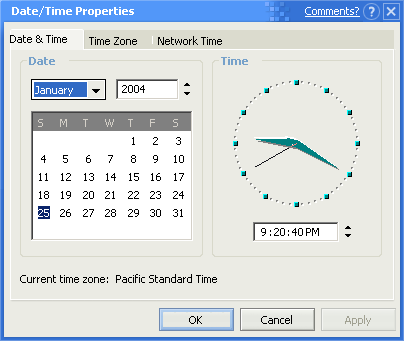 Date/Time Properties Comments? ?
Date & Time Time Zone Network Time
Date Time
January 2004
S M T W T F S
1 2 3
4 5 6 7 8 9 10
11 12 13 14 15 16 17
18 19 20 21 22 23 24
25 26 27 28 29 30 31
9:20:40 PM
Current time zone: Pacific Standard Time
OK Cancel Apply